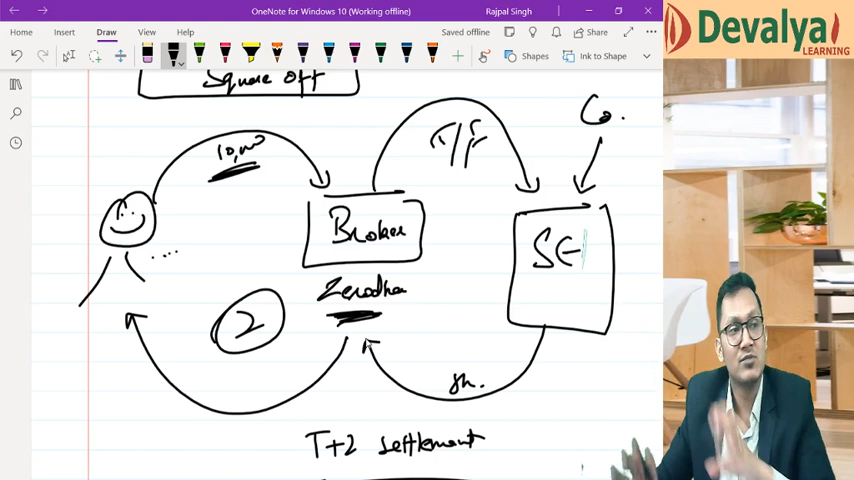 OneNote for Windows 10 (Working offline)
Rajpal Singh
Home Insert Draw View Help
Saved offline
Share
Shapes
Ink to Shape
Devalya
LEARNING
Square off
Co.
10,000
T/F
Broker
SE
Zerodha
2
sh.
T+2 settlement